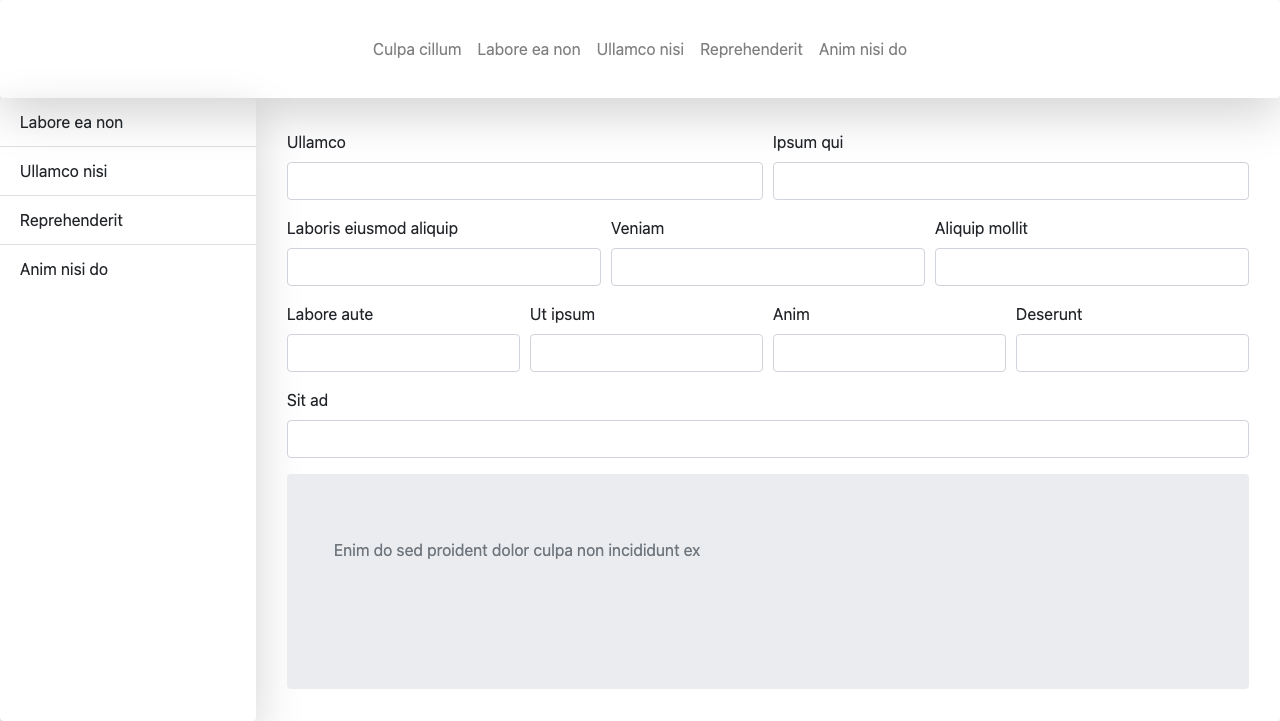 Culpa cillum Labore ea non Ullamco nisi Reprehenderit Anim nisi do
Labore ea non
Ullamco nisi
Reprehenderit
Anim nisi do
Ullamco Ipsum qui
Laboris eiusmod aliquip Veniam Aliquip mollit
Labore aute Ut ipsum Anim Deserunt
Sit ad
Enim do sed proident dolor culpa non incididunt ex